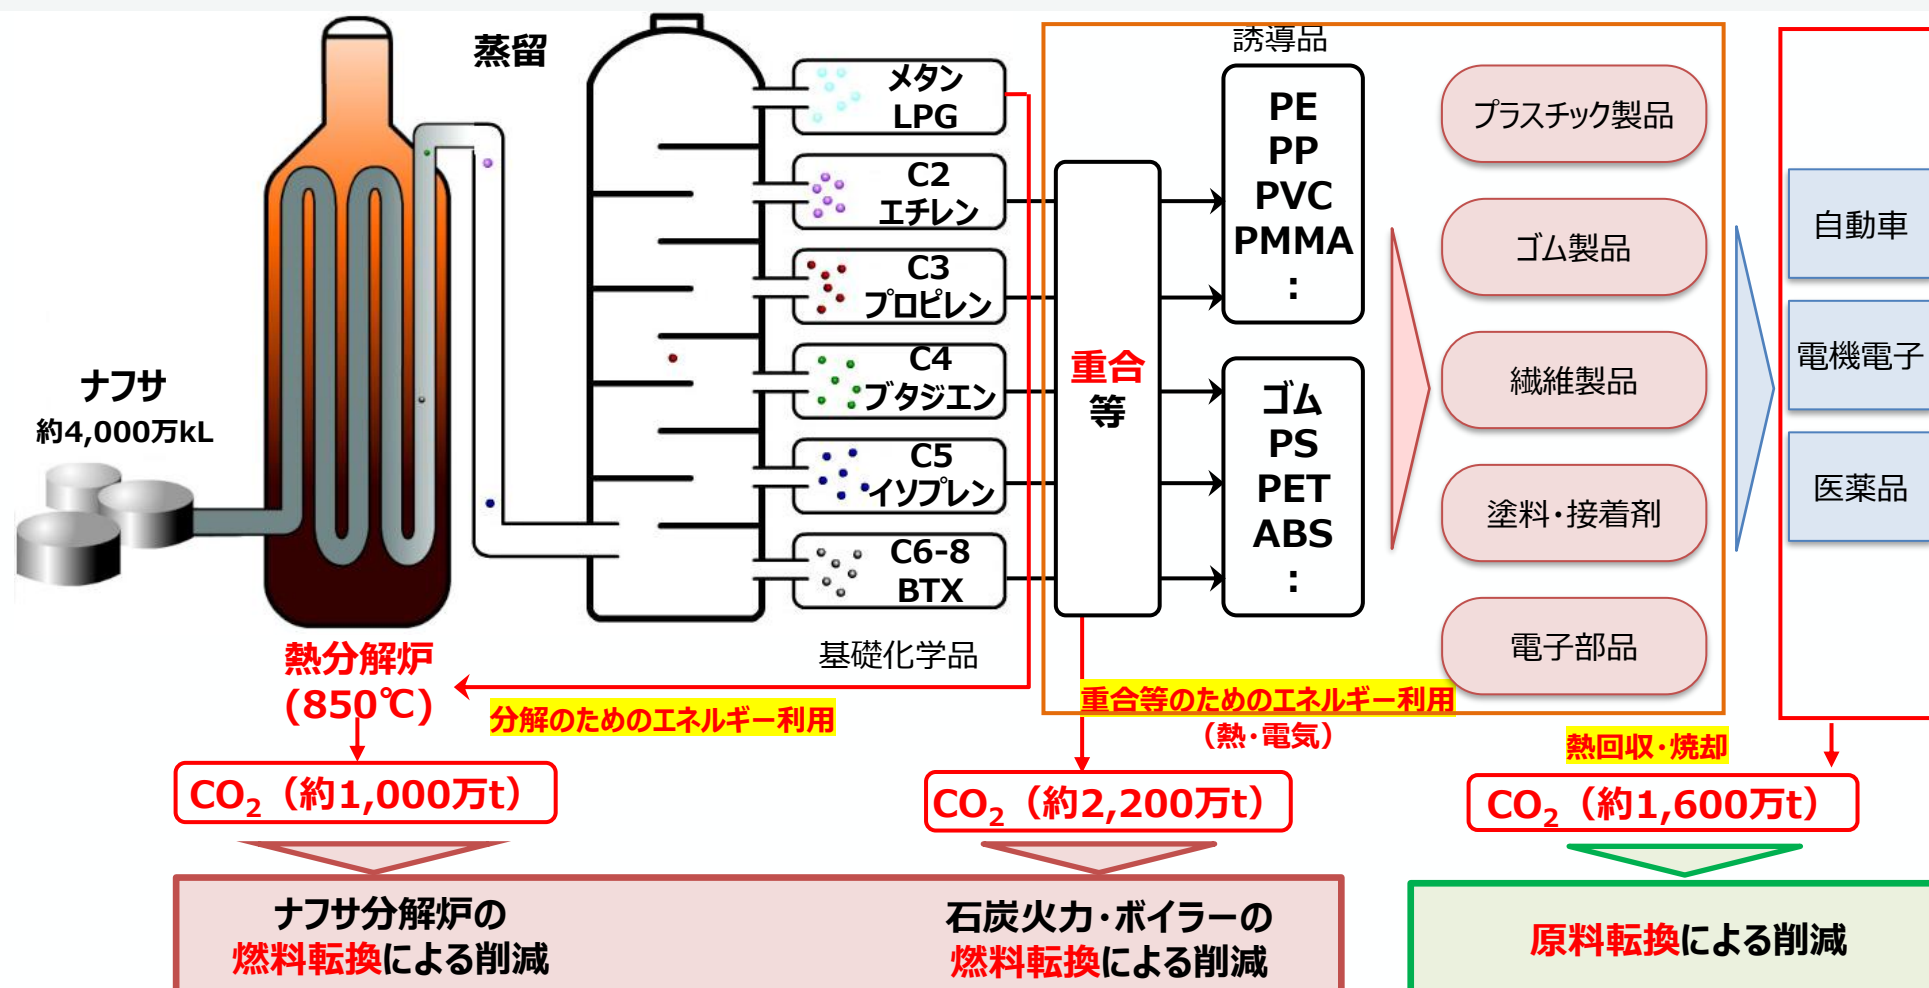 蒸留
ナフサ
約4,000万kL
メタン
LPG
C2
エチレン
C3
プロピレン
C4
ブタジエン
C5
イソプレン
C6-8
BTX
基礎化学品
重合
等
誘導品
PE
PP
PVC
PMMA
:
ゴム
PS
PET
ABS
:
プラスチック製品
ゴム製品
繊維製品
塗料・接着剤
電子部品
自動車
電機電子
医薬品
熱分解炉
(850℃)
分解のためのエネルギー利用
重合等のためのエネルギー利用
（熱・電気）
熱回収・焼却
CO₂（約1,000万t）
CO₂（約2,200万t）
CO₂（約1,600万t）
ナフサ分解炉の
燃料転換による削減
石炭火力・ボイラーの
燃料転換による削減
原料転換による削減